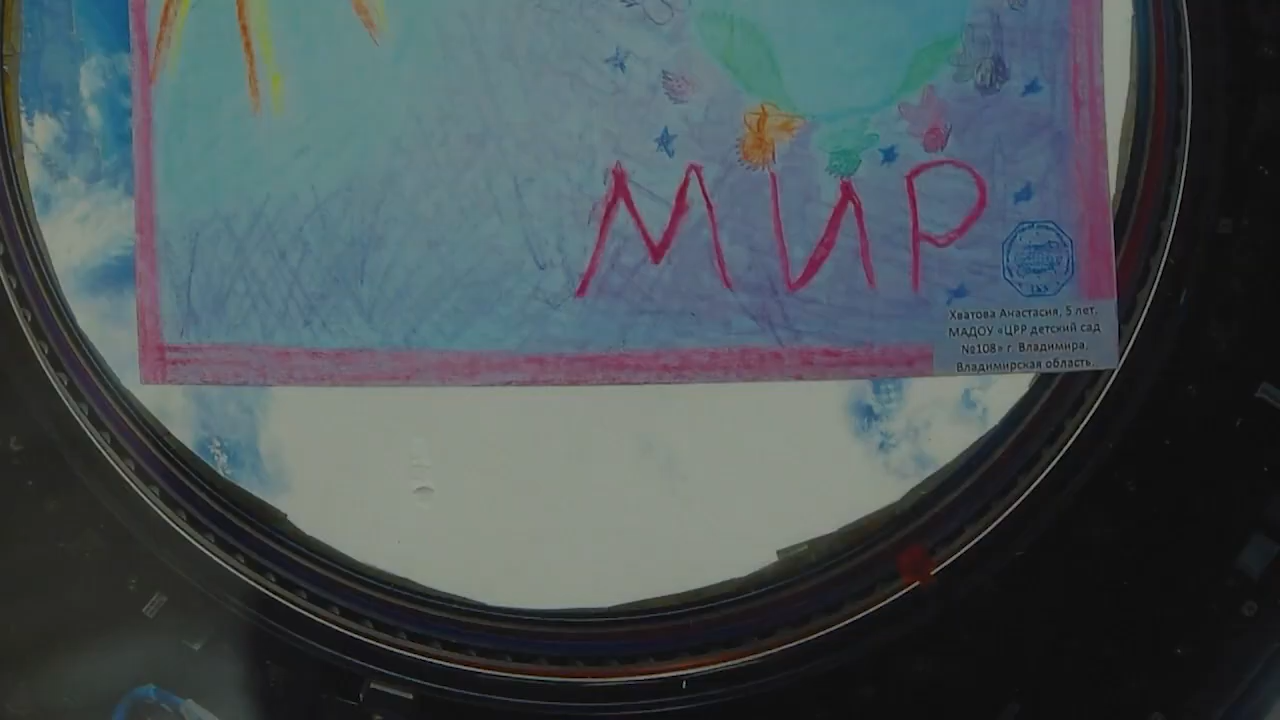 МИР
Хватова Анастасия, 5 лет,
МАДОУ «ЦРР детский сад
№108» г. Владимира,
Владимирская область.